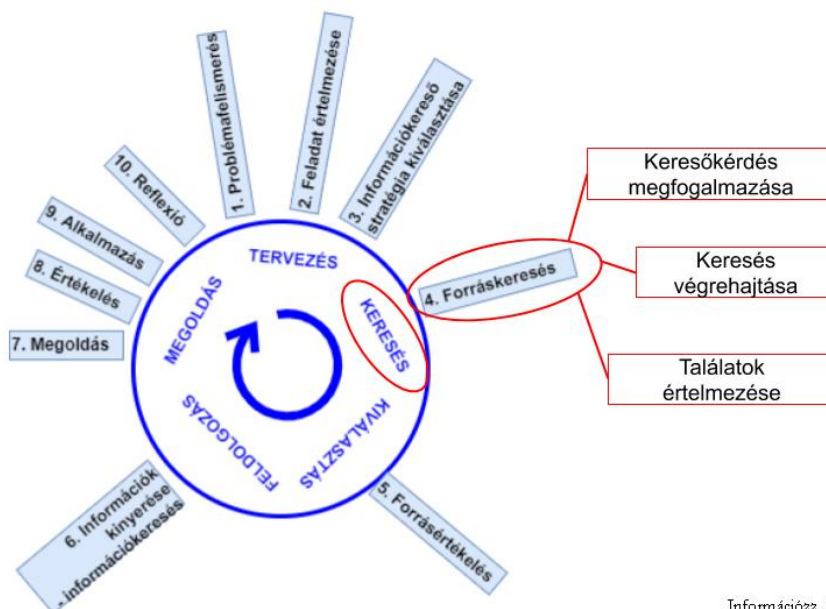 1. Problémafelismerés
2. Feladat értelmezése
3. Információkereső
stratégia kiválasztása
4. Forráskeresés
Keresőkérdés
megfogalmazása
Keresés
végrehajtása
Találatok
értelmezése
5. Forrásértékelés
6. Információk
kinyerése
- információkeresés
7. Megoldás
8. Értékelés
9. Alkalmazás
10. Reflexió
TERVEZÉS
KERESÉS
KIVÁLASZTÁS
FELDOLGOZÁS
MEGOLDÁS